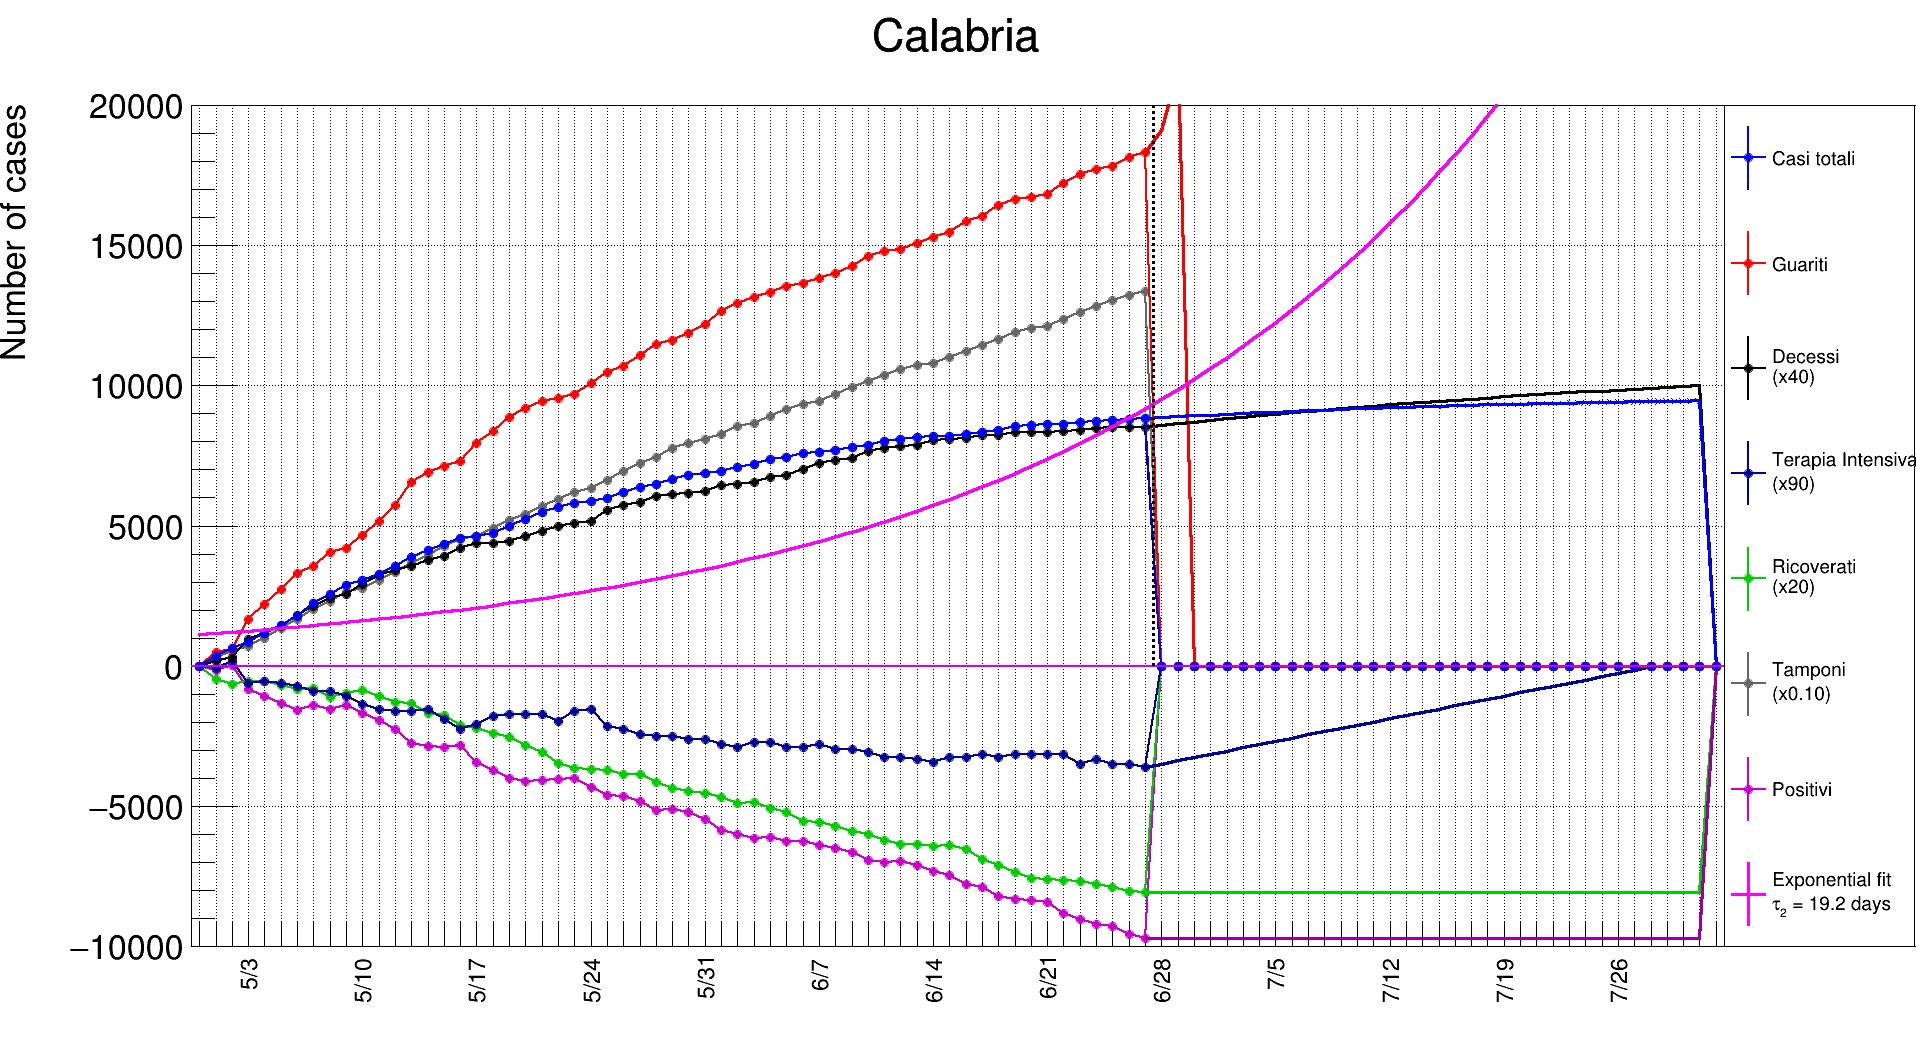 Calabria
Number of cases
20000
15000
10000
5000
0
−5000
−10000
5/3
5/10
5/17
5/24
5/31
6/7
6/14
6/21
6/28
7/5
7/12
7/19
7/26
Casi totali
Guariti
Decessi
(x40)
Terapia Intensiva
(x90)
Ricoverati
(x20)
Tamponi
(x0.10)
Positivi
Exponential fit
τ2 = 19.2 days